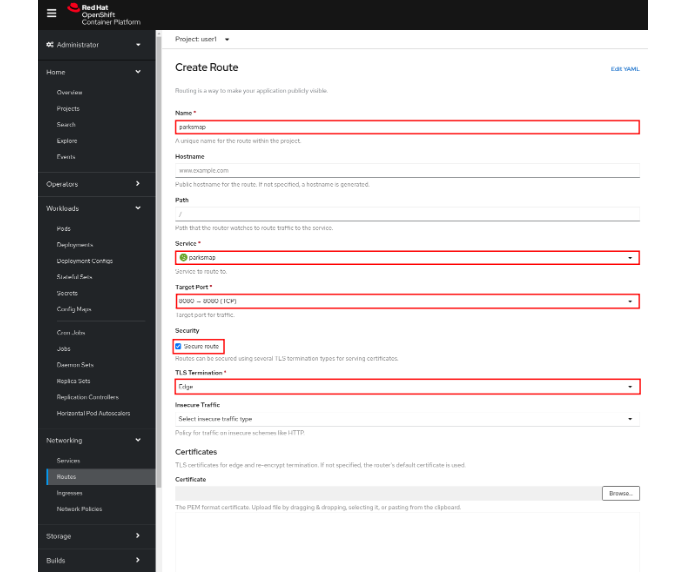 Red Hat
OpenShift
Container Platform
Administrator
Project: user1
Home
Overview
Projects
Search
Explore
Events
Operators
Workloads
Pods
Deployments
Deployment Configs
Stateful Sets
Secrets
Config Maps
Cron Jobs
Jobs
Daemon Sets
Replica Sets
Replication Controllers
Horizontal Pod Autoscalers
Networking
Services
Routes
Ingresses
Network Policies
Storage
Builds
Create Route
Edit YAML
Routing is a way to make your application publicly visible.
Name *
parksmap
A unique name for the route within the project.
Hostname
www.example.com
Public hostname for the route. If not specified, a hostname is generated.
Path
/
Path that the router watches to route traffic to the service.
Service *
S parksmap
Service to route to.
Target Port *
8080 → 8080 (TCP)
Target port for traffic.
Security
Secure route
Routes can be secured using several TLS termination types for serving certificates.
TLS Termination *
Edge
Insecure Traffic
Select insecure traffic type
Policy for traffic on insecure schemes like HTTP.
Certificates
TLS certificates for edge and re-encrypt termination. If not specified, the router's default certificate is used.
Certificate
Browse...
The PEM format certificate. Upload file by dragging & dropping, selecting it, or pasting from the clipboard.